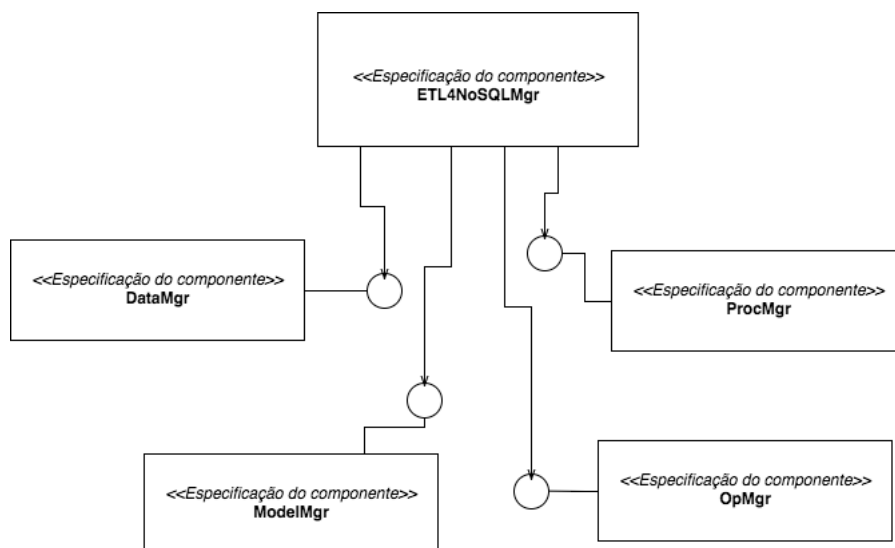 <<Especificação do componente>>
ETL4NoSQLMgr
<<Especificação do componente>>
DataMgr
<<Especificação do componente>>
ProcMgr
<<Especificação do componente>>
ModelMgr
<<Especificação do componente>>
OpMgr